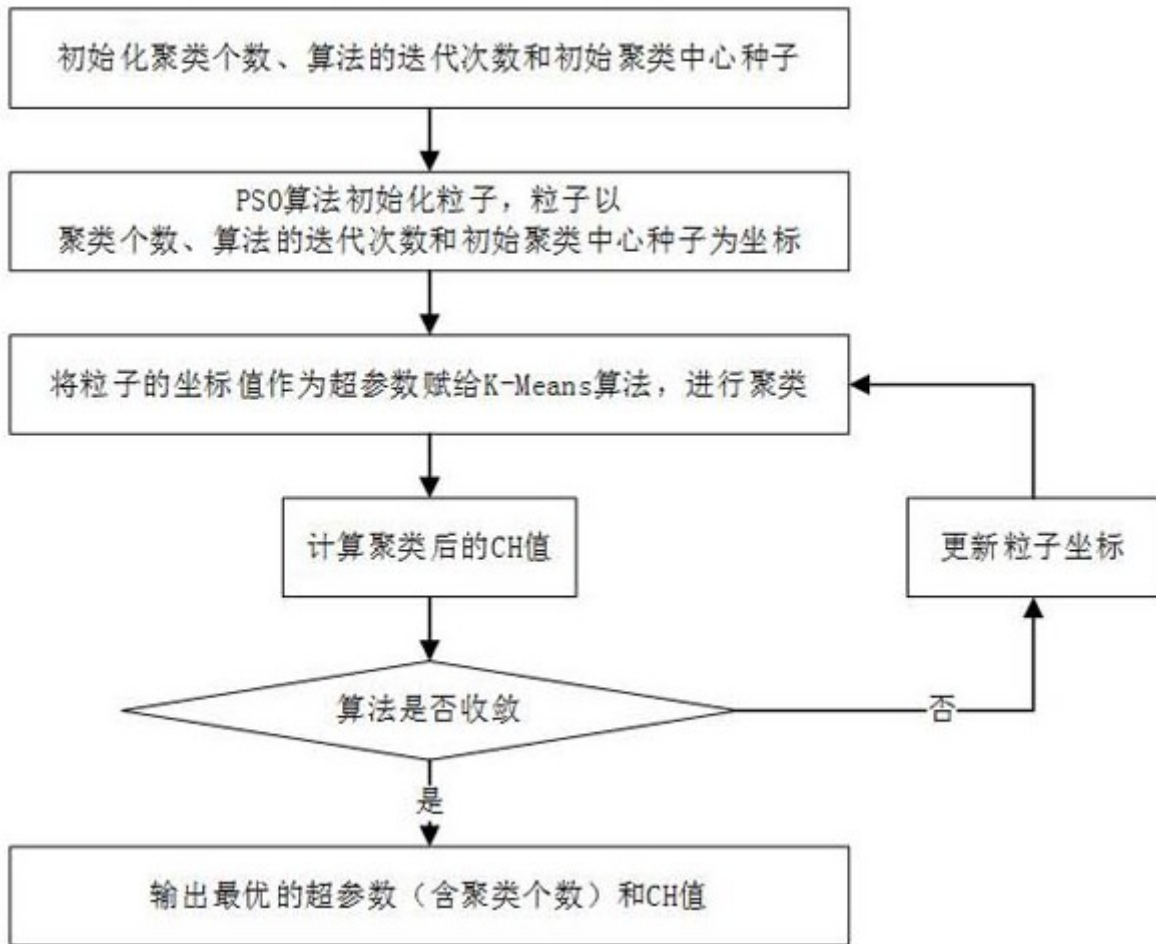 初始化聚类个数、算法的迭代次数和初始聚类中心种子
PSO算法初始化粒子，粒子以
聚类个数、算法的迭代次数和初始聚类中心种子为坐标
将粒子的坐标值作为超参数赋给K-Means算法，进行聚类
计算聚类后的CH值
更新粒子坐标
算法是否收敛
否
是
输出最优的超参数（含聚类个数）和CH值